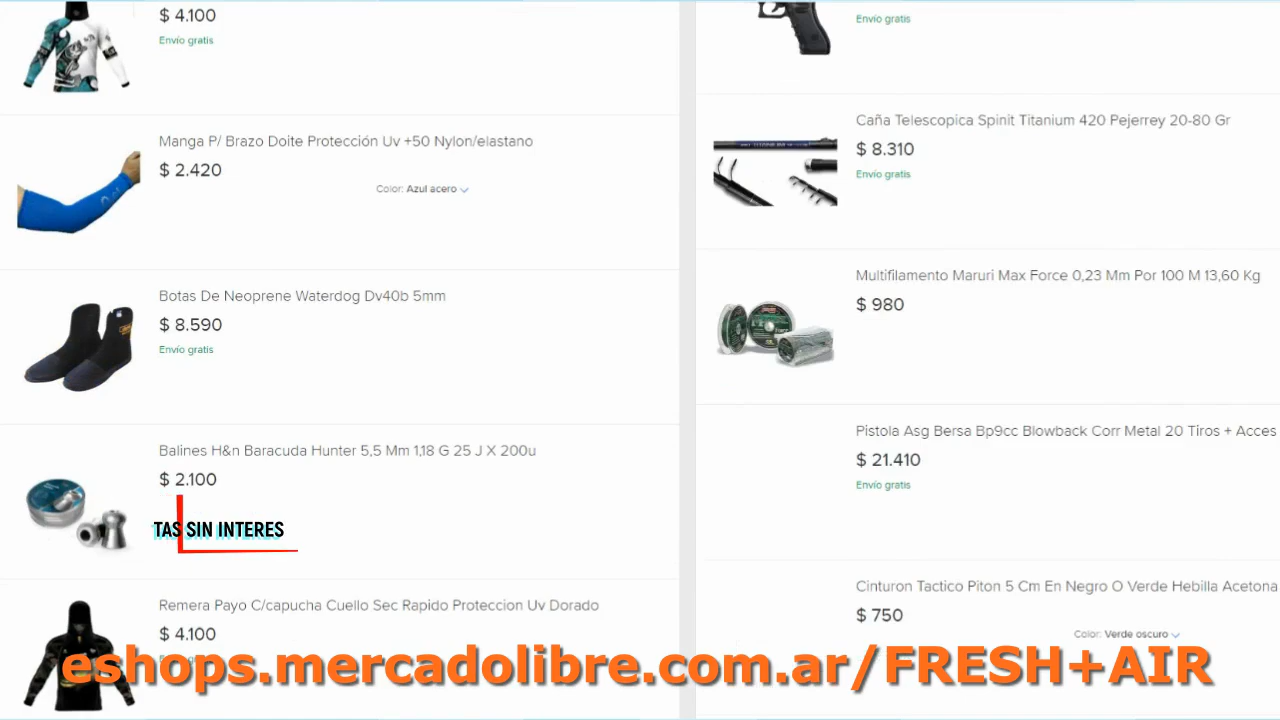 $ 4.100
Envío gratis
Manga P/ Brazo Doite Protección Uv +50 Nylon/elastano
$ 2.420
Color: Azul acero
Botas De Neoprene Waterdog Dv40b 5mm
$ 8.590
Envío gratis
Balines H&n Baracuda Hunter 5,5 Mm 1,18 G 25 J X 200u
$ 2.100
TAS SIN INTERES
Remera Payo C/capucha Cuello Sec Rapido Proteccion Uv Dorado
$ 4.100
Envío gratis
Caña Telescopica Spinit Titanium 420 Pejerrey 20-80 Gr
$ 8.310
Envío gratis
Multifilamento Maruri Max Force 0,23 Mm Por 100 M 13,60 Kg
$ 980
Pistola Asg Bersa Bp9cc Blowback Corr Metal 20 Tiros + Acces
$ 21.410
Envío gratis
Cinturon Tactico Piton 5 Cm En Negro O Verde Hebilla Acetona
$ 750
Color: Verde oscuro
eshops.mercadolibre.com.ar/FRESH+AIR